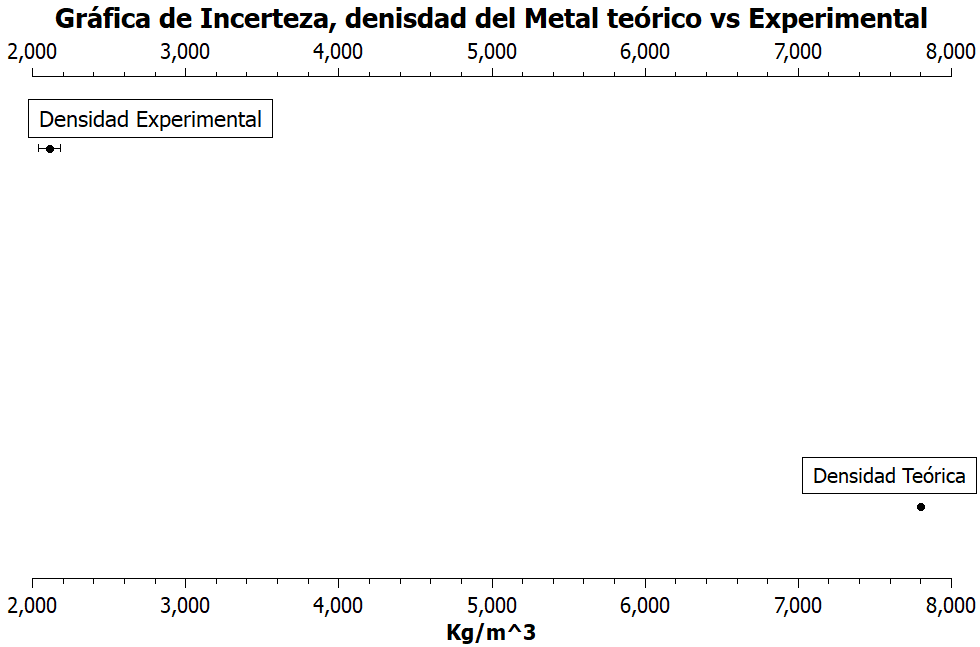 Gráfica de Incerteza, denisdad del Metal teórico vs Experimental
2,000 3,000 4,000 5,000 6,000 7,000 8,000
Densidad Experimental
Densidad Teórica
2,000 3,000 4,000 5,000 6,000 7,000 8,000
Kg/m^3